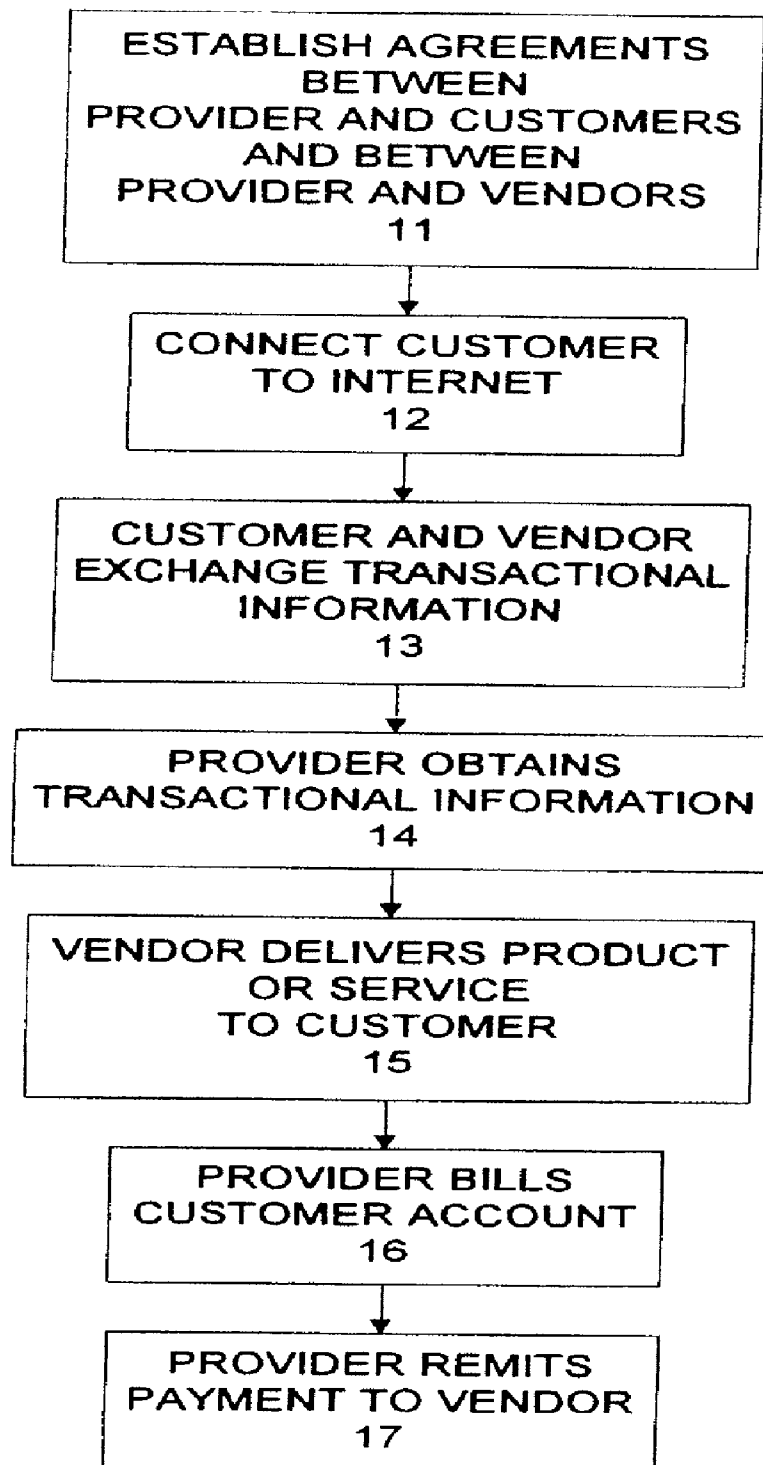 ESTABLISH AGREEMENTS
BETWEEN
PROVIDER AND CUSTOMERS
AND BETWEEN
PROVIDER AND VENDORS
11
CONNECT CUSTOMER
TO INTERNET
12
CUSTOMER AND VENDOR
EXCHANGE TRANSACTIONAL
INFORMATION
13
PROVIDER OBTAINS
TRANSACTIONAL INFORMATION
14
VENDOR DELIVERS PRODUCT
OR SERVICE
TO CUSTOMER
15
PROVIDER BILLS
CUSTOMER ACCOUNT
16
PROVIDER REMITS
PAYMENT TO VENDOR
17